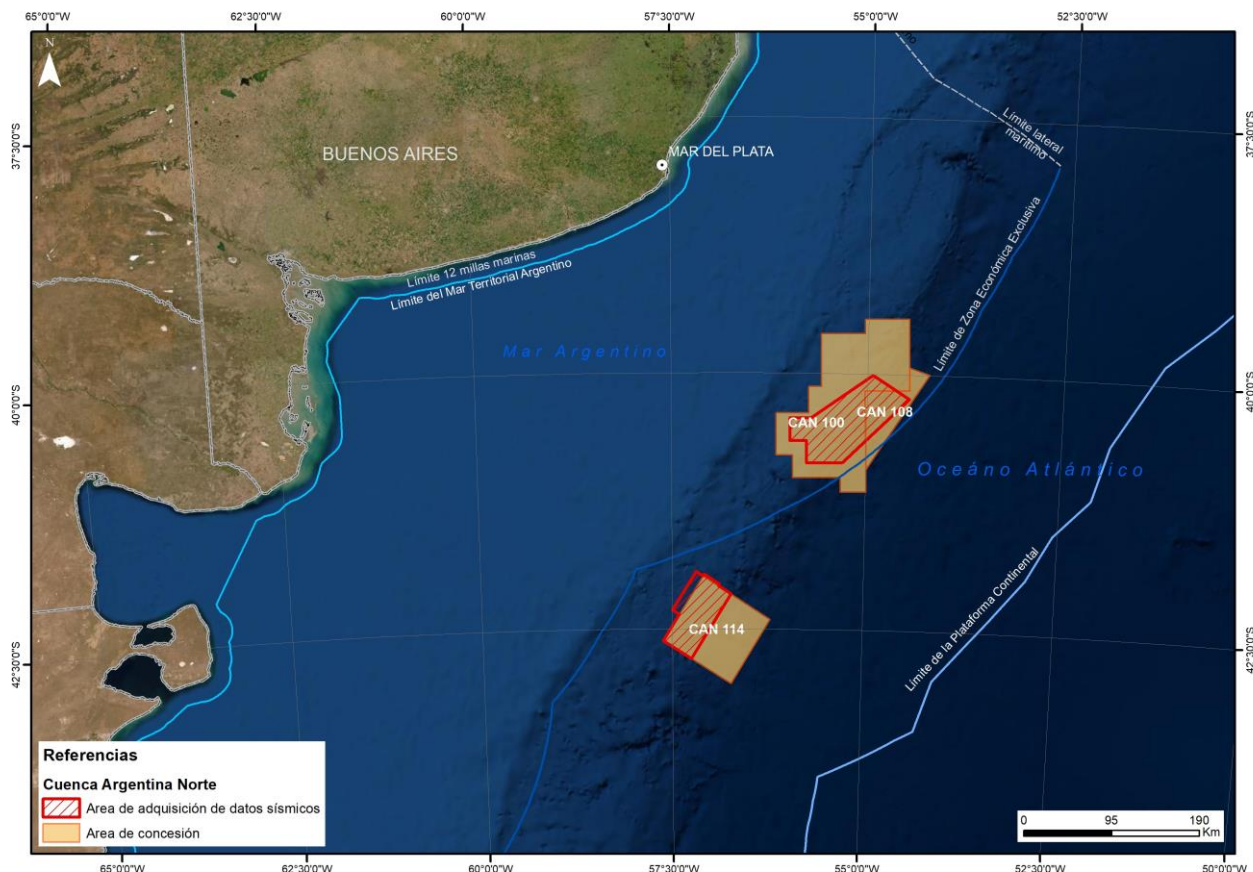 65°0'0"W
62°30'0"W
60°0'0"W
57°30'0"W
55°0'0"W
52°30'0"W
N
37°30'0"S
37°30'0"S
Límite lateral
marítimo
BUENOS AIRES
MAR DEL PLATA
Límite 12 millas marinas
Límite del Mar Territorial Argentino
Límite de Zona Económica Exclusiva
Mar Argentino
40°0'0"S
40°0'0"S
CAN 108
CAN 100
Océano Atlántico
Límite de la Plataforma Continental
CAN 114
42°30'0"S
42°30'0"S
Referencias
Cuenca Argentina Norte
Area de adquisición de datos sísmicos
Area de concesión
0 95 190
Km
65°0'0"W
62°30'0"W
60°0'0"W
57°30'0"W
55°0'0"W
52°30'0"W
50°0'0"W